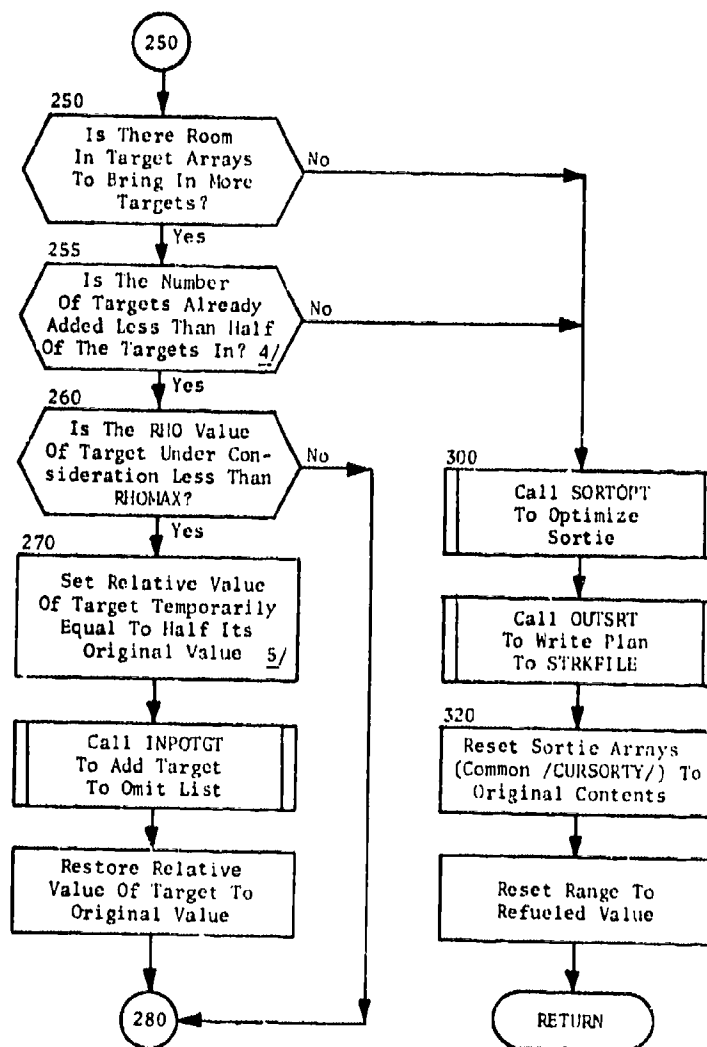 250
250
Is There Room
In Target Arrays
To Bring In More
Targets?
No
Yes
255
Is The Number
Of Targets Already
Added Less Than Half
Of The Targets In? 4/
No
Yes
260
Is The RHO Value
Of Target Under Con-
sideration Less Than
RHOMAX?
No
Yes
270
Set Relative Value
Of Target Temporarily
Equal To Half Its
Original Value 5/
Call INPOTGT
To Add Target
To Omit List
Restore Relative
Value Of Target To
Original Value
280
300
Call SORTOPT
To Optimize
Sortie
Call OUTSRT
To Write Plan
To STRKFILE
320
Reset Sortie Arrays
(Common /CURSORTY/) To
Original Contents
Reset Range To
Refueled Value
RETURN